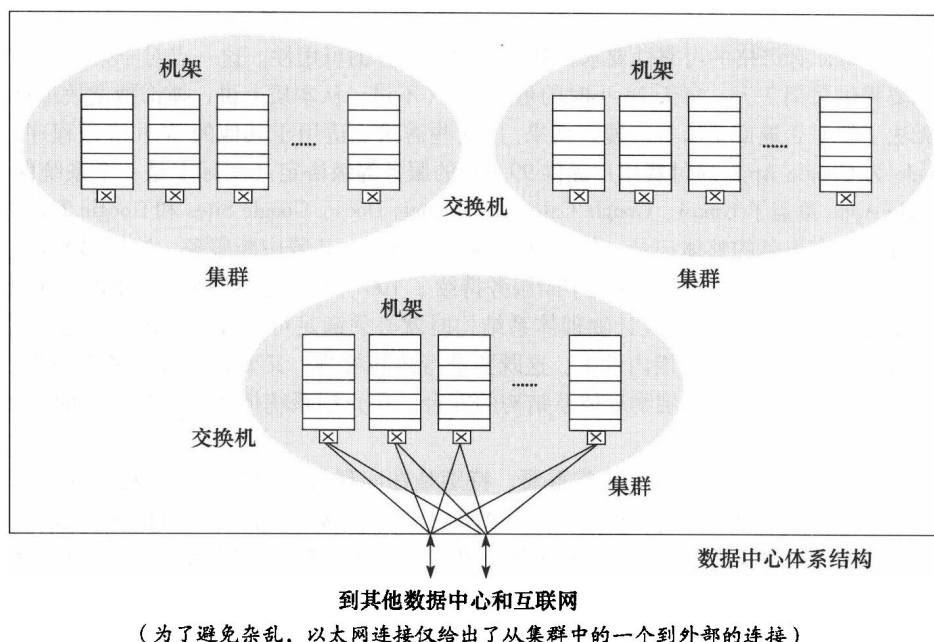 机架
机架
......
......
交换机
集群
集群
机架
......
交换机
集群
数据中心体系结构
到其他数据中心和互联网
（为了避免杂乱，以太网连接仅给出了从集群中的一个到外部的连接）